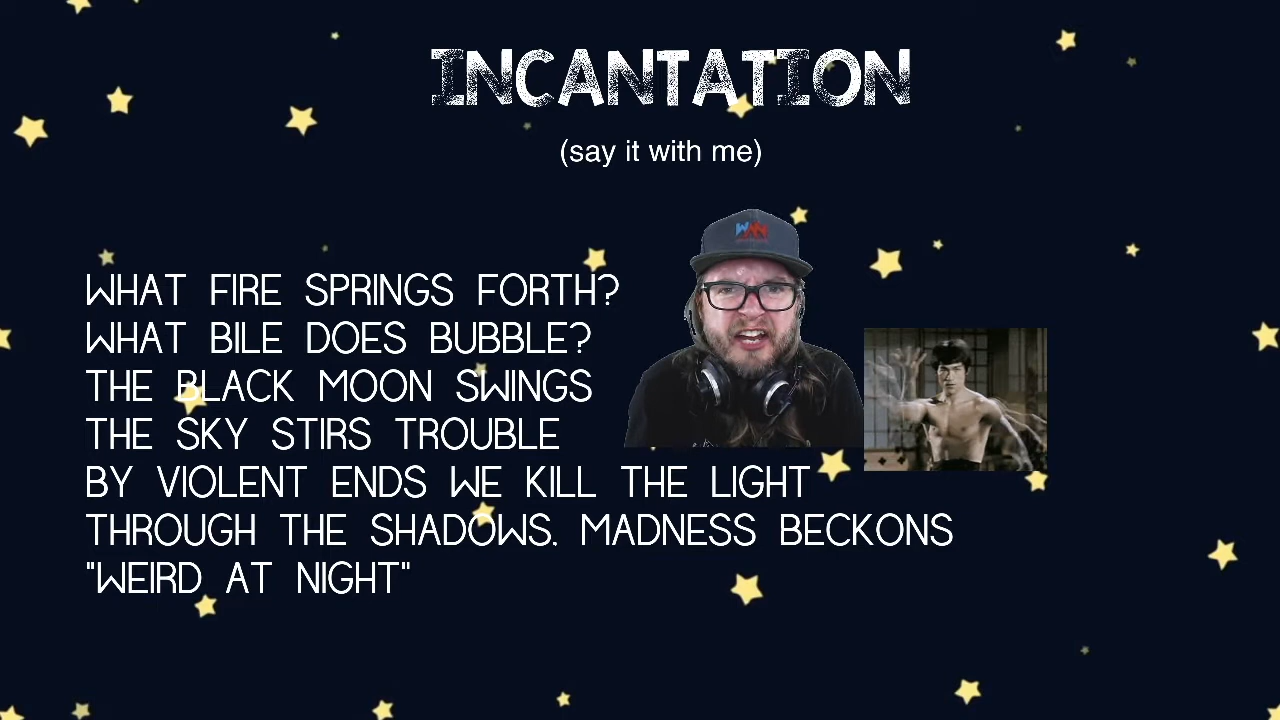 INCANTATION
(say it with me)
WHAT FIRE SPRINGS FORTH?
WHAT BILE DOES BUBBLE?
THE BLACK MOON SWINGS
THE SKY STIRS TROUBLE
BY VIOLENT ENDS WE KILL THE LIGHT
THROUGH THE SHADOWS, MADNESS BECKONS
"WEIRD AT NIGHT"